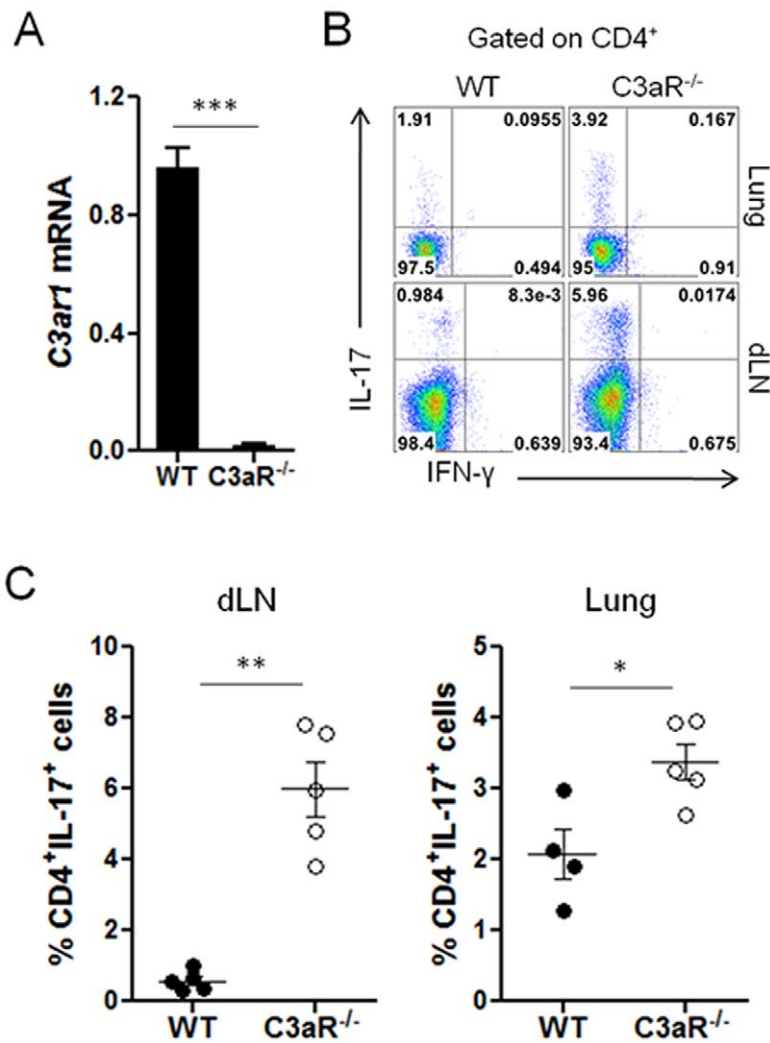 A
1.2
0.8
0.4
0.0
C3ar1 mRNA
***
WT C3aR-/-
B
Gated on CD4+
WT C3aR-/-
1.91 0.0955 3.92 0.167
97.5 0.494 95 0.91
Lung
0.984 8.3e-3 5.96 0.0174
98.4 0.639 93.4 0.675
dLN
IL-17
IFN-γ
C
dLN
10
8
6
4
2
0
% CD4+IL-17+ cells
**
WT C3aR-/-
Lung
5
4
3
2
1
0
% CD4+IL-17+ cells
*
WT C3aR-/-